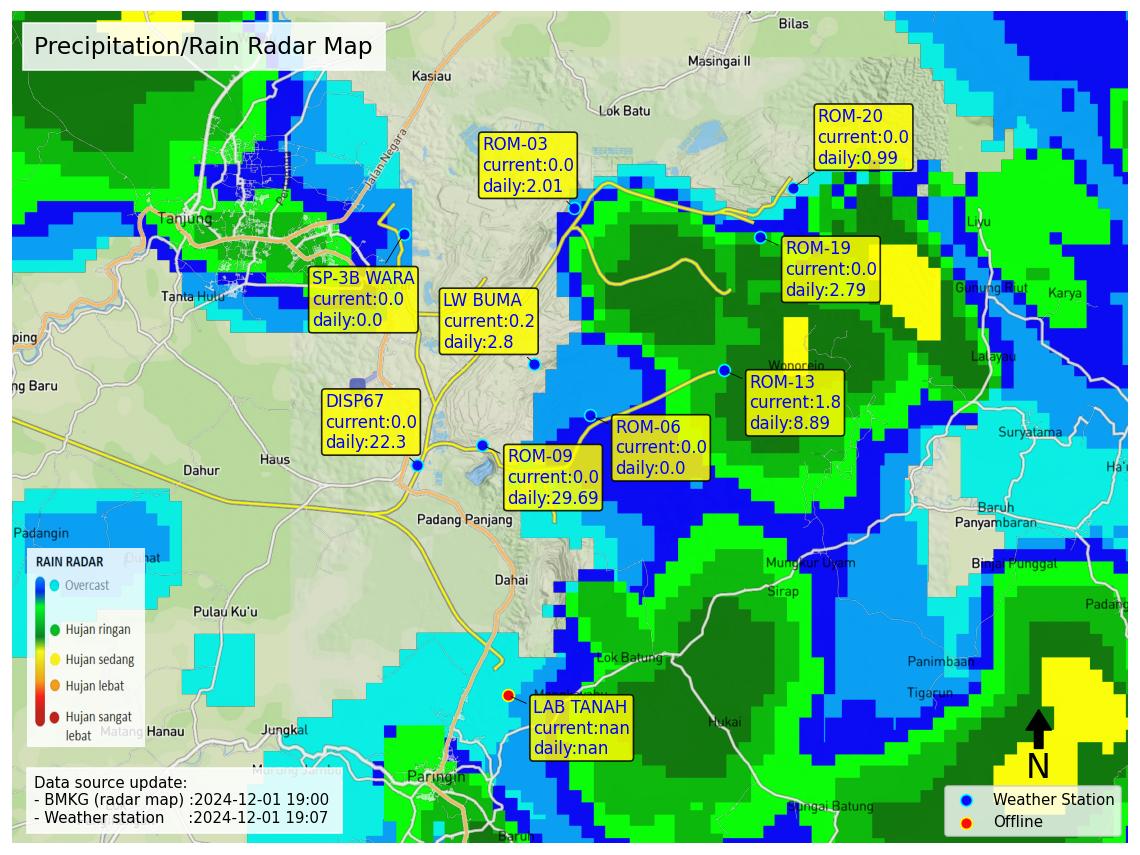 Precipitation/Rain Radar Map
Bilas
Masingai II
Kasiau
Lok Batu
Jalan Negara
ROM-20
current:0.0
daily:0.99
ROM-03
current:0.0
daily:2.01
Tanjung
Liyu
ROM-19
current:0.0
daily:2.79
SP-3B WARA
current:0.0
daily:0.0
LW BUMA
current:0.2
daily:2.8
Tanta Hulu
Gunung Riut
Karya
ping
Lalayau
Wonorejo
ng Baru
ROM-13
current:1.8
daily:8.89
DISP67
current:0.0
daily:22.3
ROM-06
current:0.0
daily:0.0
Suryatama
ROM-09
current:0.0
daily:29.69
Haus
Dahur
Ha'u
Baruh
Panyambaran
Padang Panjang
Padangin
Mungkur Uyam
Binjai Punggal
Dahai
Sirap
Padang
Pulau Ku'u
Lok Batung
Panimbaan
Tigarun
RAIN RADAR
Overcast
Hujan ringan
Hujan sedang
Hujan lebat
Hujan sangat
lebat
LAB TANAH
current:nan
daily:nan
Hukai
Matang Hanau
Jungkal
Murung Jambu
Paringin
Sungai Batung
Baruh
Data source update:
- BMKG (radar map) :2024-12-01 19:00
- Weather station :2024-12-01 19:07
N
Weather Station
Offline